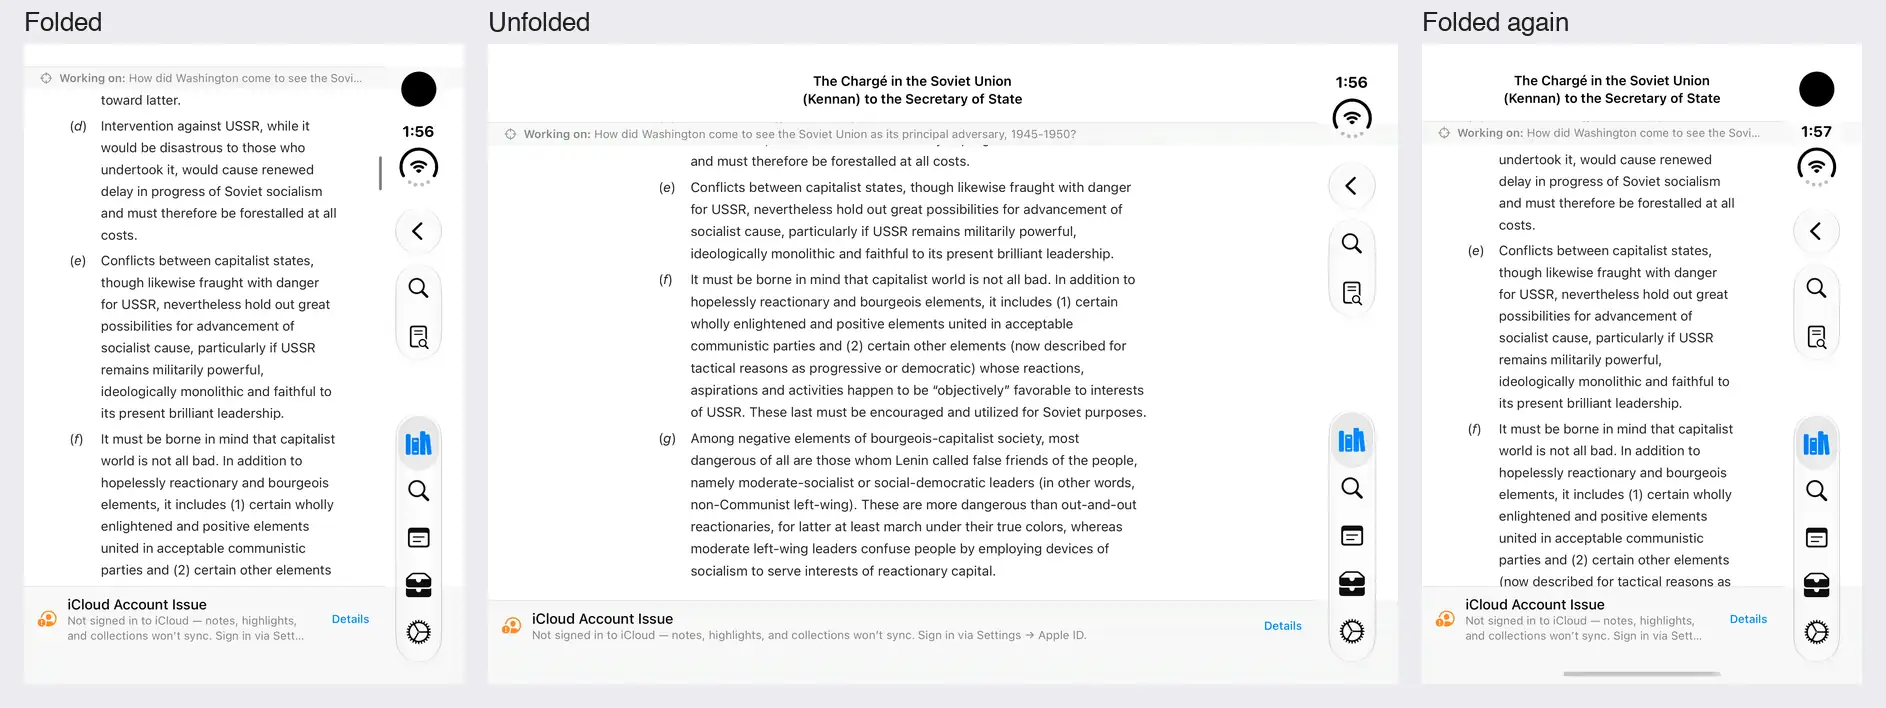 Folded
Working on: How did Washington come to see the Sovi...
toward latter.
(d) Intervention against USSR, while it
would be disastrous to those who
undertook it, would cause renewed
delay in progress of Soviet socialism
and must therefore be forestalled at all
costs.
(e) Conflicts between capitalist states,
though likewise fraught with danger
for USSR, nevertheless hold out great
possibilities for advancement of
socialist cause, particularly if USSR
remains militarily powerful,
ideologically monolithic and faithful to
its present brilliant leadership.
(f) It must be borne in mind that capitalist
world is not all bad. In addition to
hopelessly reactionary and bourgeois
elements, it includes (1) certain wholly
enlightened and positive elements
united in acceptable communistic
parties and (2) certain other elements
iCloud Account Issue
Not signed in to iCloud — notes, highlights,
and collections won't sync. Sign in via Sett...
Details
1:56
Unfolded
The Chargé in the Soviet Union
(Kennan) to the Secretary of State
Working on: How did Washington come to see the Soviet Union as its principal adversary, 1945-1950?
and must therefore be forestalled at all costs.
(e) Conflicts between capitalist states, though likewise fraught with danger
for USSR, nevertheless hold out great possibilities for advancement of
socialist cause, particularly if USSR remains militarily powerful,
ideologically monolithic and faithful to its present brilliant leadership.
(f) It must be borne in mind that capitalist world is not all bad. In addition to
hopelessly reactionary and bourgeois elements, it includes (1) certain
wholly enlightened and positive elements united in acceptable
communistic parties and (2) certain other elements (now described for
tactical reasons as progressive or democratic) whose reactions,
aspirations and activities happen to be “objectively” favorable to interests
of USSR. These last must be encouraged and utilized for Soviet purposes.
(g) Among negative elements of bourgeois-capitalist society, most
dangerous of all are those whom Lenin called false friends of the people,
namely moderate-socialist or social-democratic leaders (in other words,
non-Communist left-wing). These are more dangerous than out-and-out
reactionaries, for latter at least march under their true colors, whereas
moderate left-wing leaders confuse people by employing devices of
socialism to serve interests of reactionary capital.
iCloud Account Issue
Not signed in to iCloud — notes, highlights, and collections won't sync. Sign in via Settings → Apple ID.
Details
1:56
Folded again
The Chargé in the Soviet Union
(Kennan) to the Secretary of State
Working on: How did Washington come to see the Sovi...
undertook it, would cause renewed
delay in progress of Soviet socialism
and must therefore be forestalled at all
costs.
(e) Conflicts between capitalist states,
though likewise fraught with danger
for USSR, nevertheless hold out great
possibilities for advancement of
socialist cause, particularly if USSR
remains militarily powerful,
ideologically monolithic and faithful to
its present brilliant leadership.
(f) It must be borne in mind that capitalist
world is not all bad. In addition to
hopelessly reactionary and bourgeois
elements, it includes (1) certain wholly
enlightened and positive elements
united in acceptable communistic
parties and (2) certain other elements
(now described for tactical reasons as
iCloud Account Issue
Not signed in to iCloud — notes, highlights,
and collections won't sync. Sign in via Sett...
Details
1:57